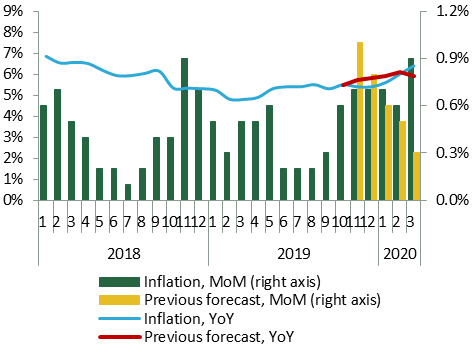 9% 1.2%
8%
7% 0.9%
6%
5% 0.6%
4%
3%
2% 0.3%
1%
0% 0.0%
1 2 3 4 5 6 7 8 9 10 11 12 1 2 3 4 5 6 7 8 9 10 11 12 1 2 3
2018 2019 2020
Inflation, MoM (right axis)
Previous forecast, MoM (right axis)
Inflation, YoY
Previous forecast, YoY